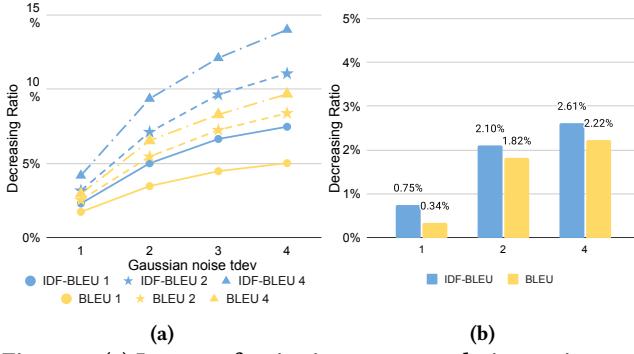 15
%
10
%
5%
0%
Decreasing Ratio
1 2 3 4
Gaussian noise tdev
IDF-BLEU 1 IDF-BLEU 2 IDF-BLEU 4
BLEU 1 BLEU 2 BLEU 4
(a)
5%
4%
3%
2%
1%
0%
Decreasing Ratio
0.75% 0.34% 2.10% 1.82% 2.61% 2.22%
1 2 4
IDF-BLEU BLEU
(b)